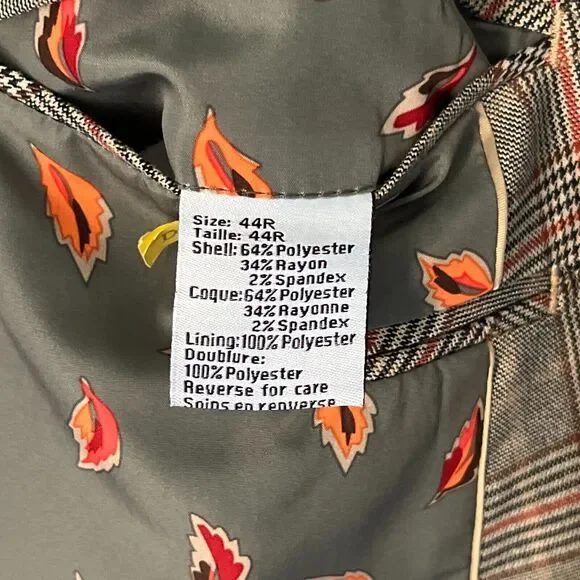 Size: 44R
Taille: 44R
Shell: 64% Polyester
34% Rayon
2% Spandex
Coque: 64% Polyester
34% Rayonne
2% Spandex
Lining: 100% Polyester
Doublure:
100% Polyester
Reverse for care
Soins en renverse